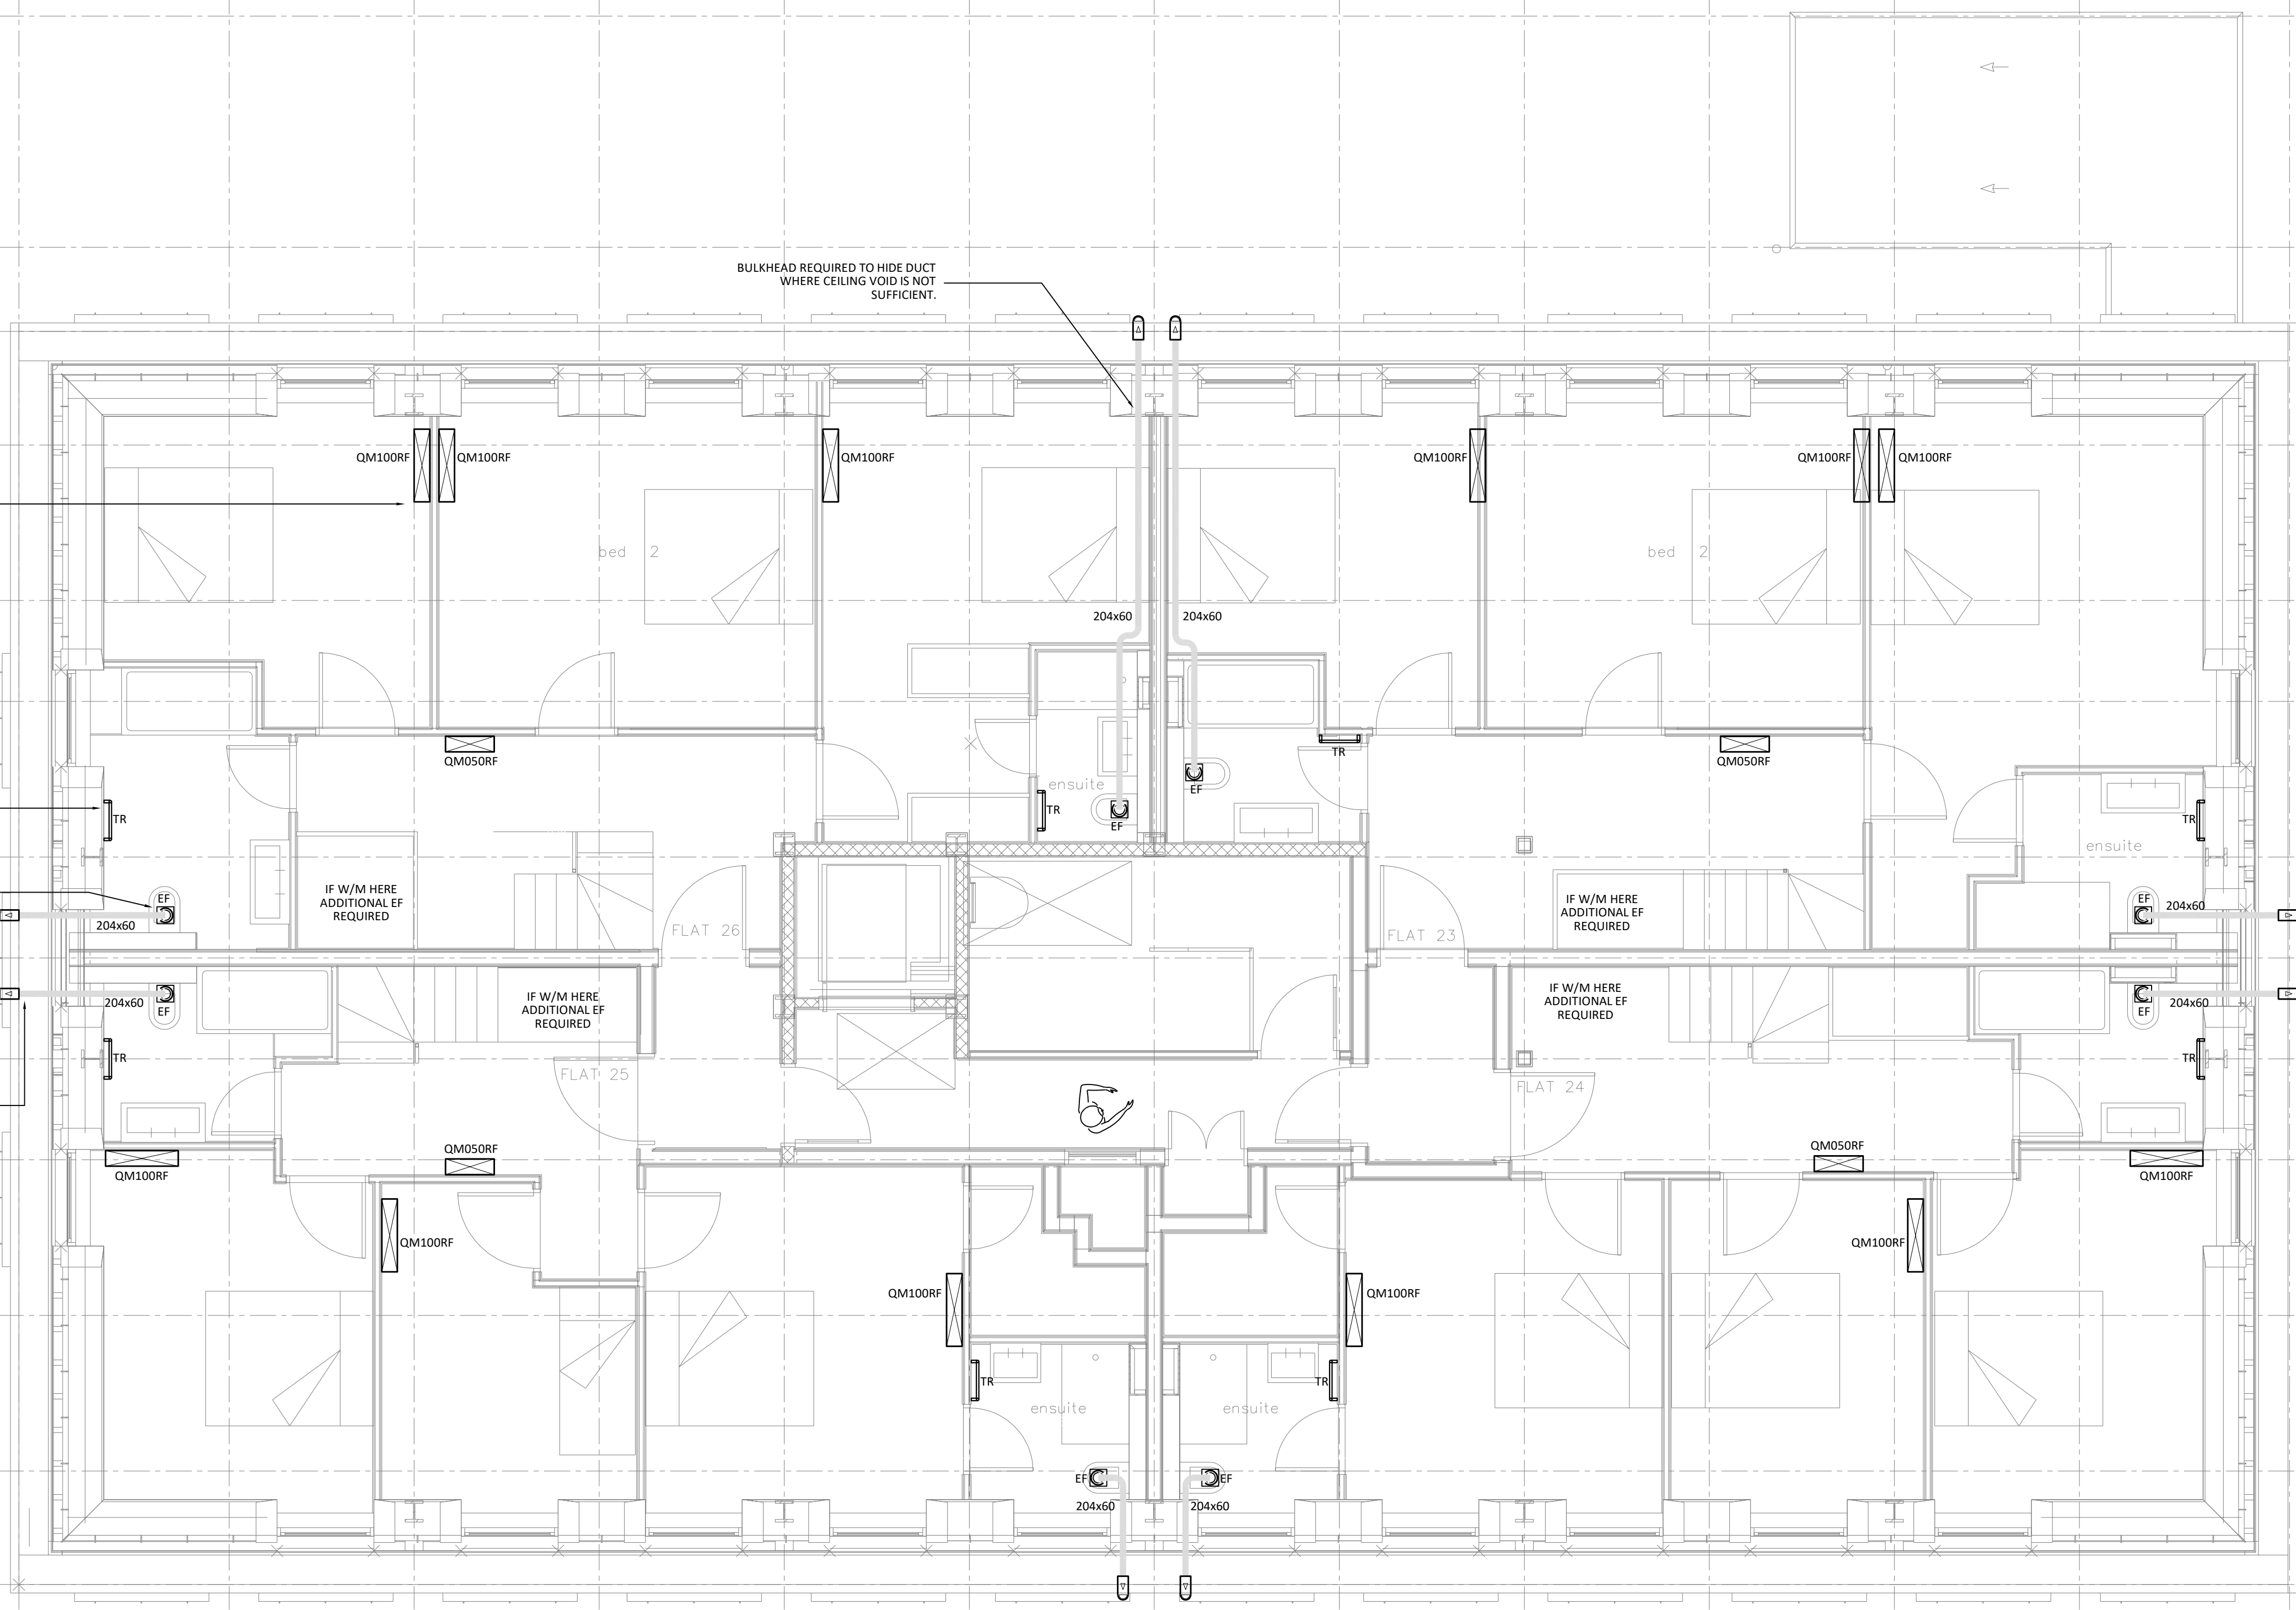 BULKHEAD REQUIRED TO HIDE DUCT
WHERE CEILING VOID IS NOT
SUFFICIENT.
QM100RF
QM100RF
QM100RF
QM100RF
QM100RF
QM100RF
bed 2
bed 2
204x60
204x60
QM050RF
TR
QM050RF
ensuite
EF
TR
EF
TR
TR
ensuite
IF W/M HERE
ADDITIONAL EF
REQUIRED
EF
204x60
FLAT 26
FLAT 23
IF W/M HERE
ADDITIONAL EF
REQUIRED
EF
204x60
204x60
EF
IF W/M HERE
ADDITIONAL EF
REQUIRED
IF W/M HERE
ADDITIONAL EF
REQUIRED
204x60
EF
TR
FLAT 25
FLAT 24
TR
QM050RF
QM050RF
QM100RF
QM100RF
QM100RF
QM100RF
QM100RF
QM100RF
TR
TR
ensuite
ensuite
EF
EF
204x60
204x60